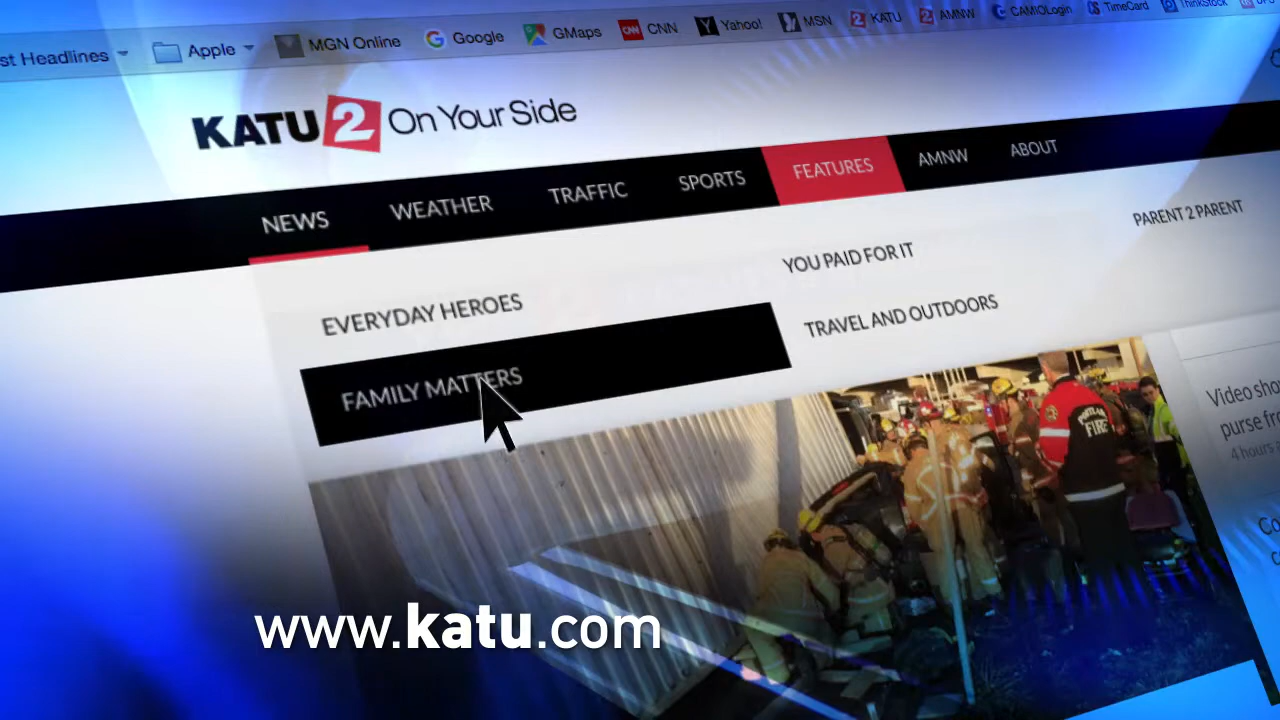 st Headlines Apple MGN Online Google GMaps CNN Yahoo! MSN KATU AMNW CAMIOLogin TimeCard ThinkStock
KATU 2 On Your Side
NEWS WEATHER TRAFFIC SPORTS FEATURES AMNW ABOUT
EVERYDAY HEROES YOU PAID FOR IT PARENT 2 PARENT
FAMILY MATTERS TRAVEL AND OUTDOORS
PORTLAND
FIRE
Video sho
purse fr
4 hours
www.katu.com